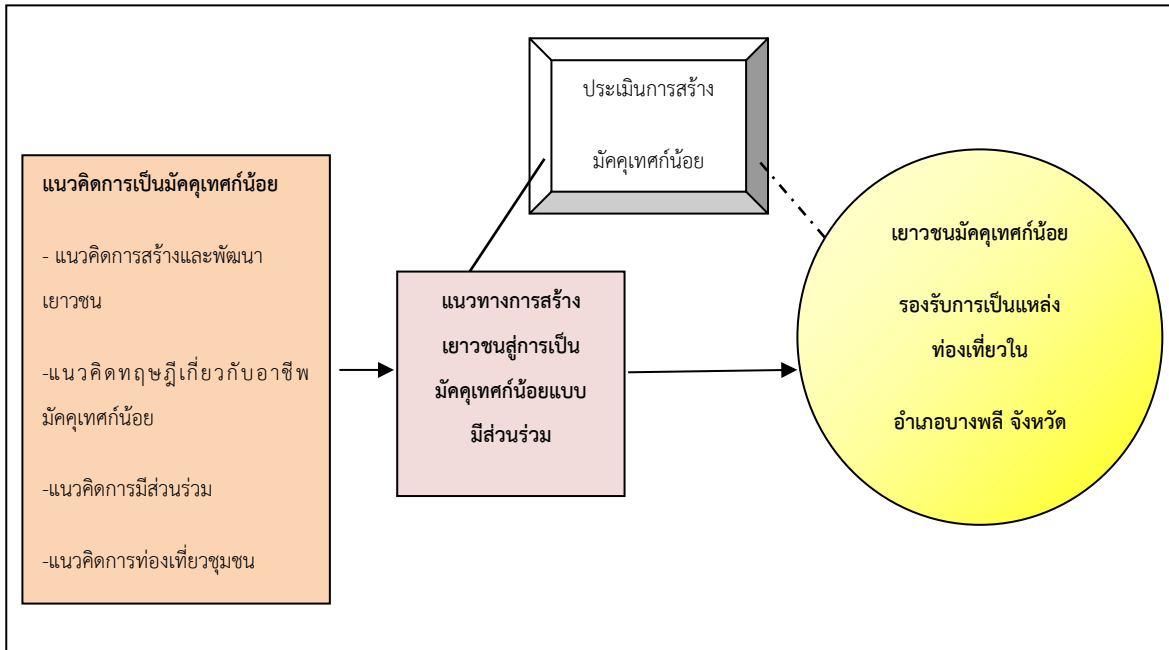 ประเมินการสร้าง
มัคคุเทศก์น้อย
แนวคิดการเป็นมัคคุเทศก์น้อย
- แนวคิดการสร้างและพัฒนา
เยาวชน
-แนวคิดทฤษฎีเกี่ยวกับอาชีพ
มัคคุเทศก์น้อย
-แนวคิดการมีส่วนร่วม
-แนวคิดการท่องเที่ยวชุมชน
แนวทางการสร้าง
เยาวชนสู่การเป็น
มัคคุเทศก์น้อยแบบ
มีส่วนร่วม
เยาวชนมัคคุเทศก์น้อย
รองรับการเป็นแหล่ง
ท่องเที่ยวใน
อำเภอบางพลี จังหวัด